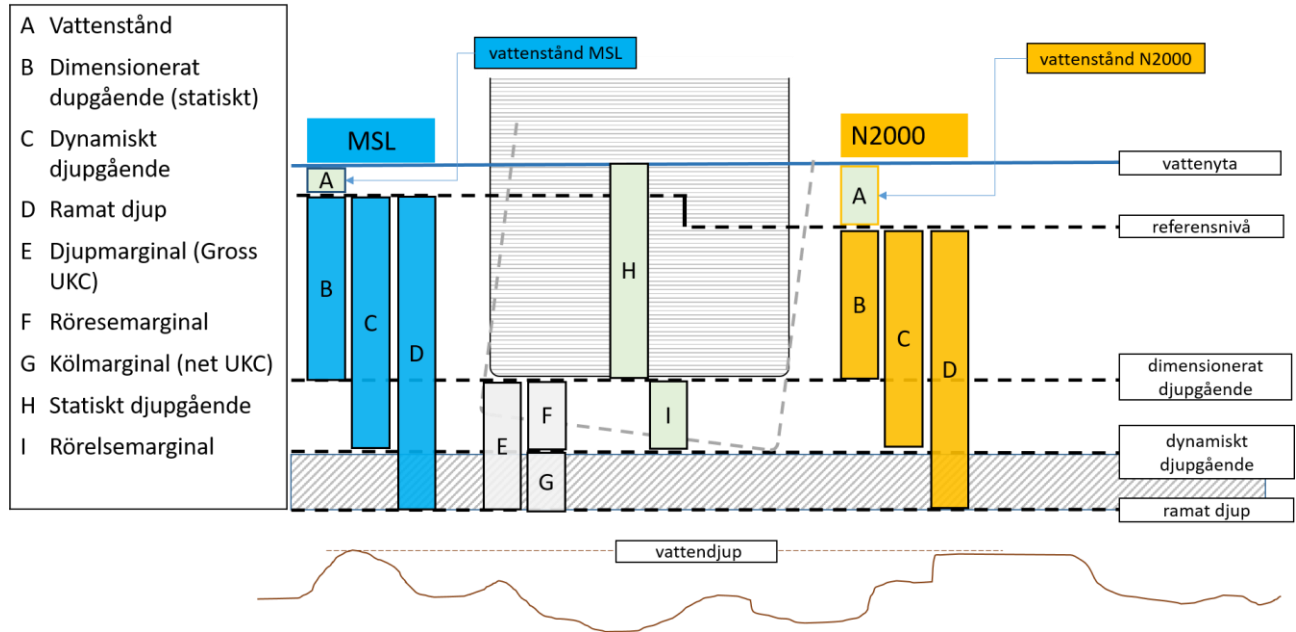 A Vattenstånd
B Dimensionerat
dupgående (statiskt)
C Dynamiskt
djupgående
D Ramat djup
E Djupmarginal (Gross
UKC)
F Röresemarginal
G Kölmarginal (net UKC)
H Statiskt djupgående
I Rörelsemarginal
vattenstånd MSL
vattenstånd N2000
MSL
N2000
A
B
C
D
E
F
G
H
I
A
B
C
D
vattenyta
referensnivå
dimensionerat
djupgående
dynamiskt
djupgående
ramat djup
vattendjup